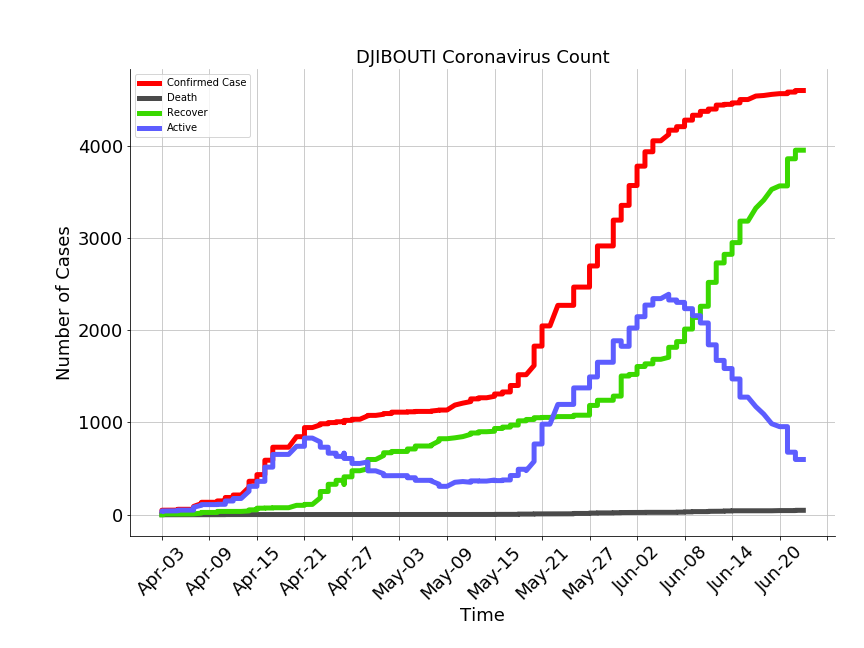 DJIBOUTI Coronavirus Count
Confirmed Case
Death
Recover
Active
Number of Cases
4000
3000
2000
1000
0
Apr-03
Apr-09
Apr-15
Apr-21
Apr-27
May-03
May-09
May-15
May-21
May-27
Jun-02
Jun-08
Jun-14
Jun-20
Time